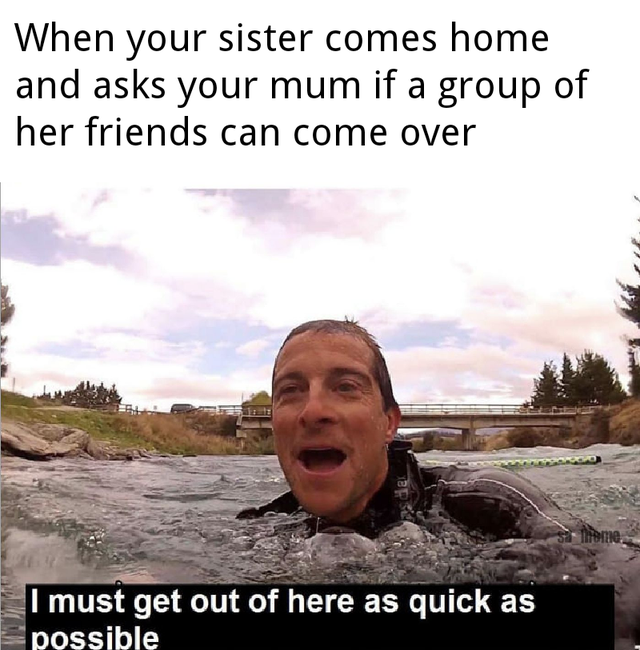 When your sister comes home
and asks your mum if a group of
her friends can come over
I must get out of here as quick as
possible